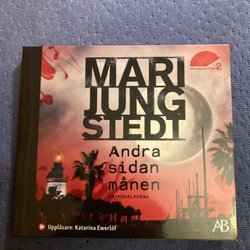 MARI
JUNG
STEDT
Andra
sidan
månen
KRIMINALROMAN
Uppläsare: Katarina Ewerlöf
AB